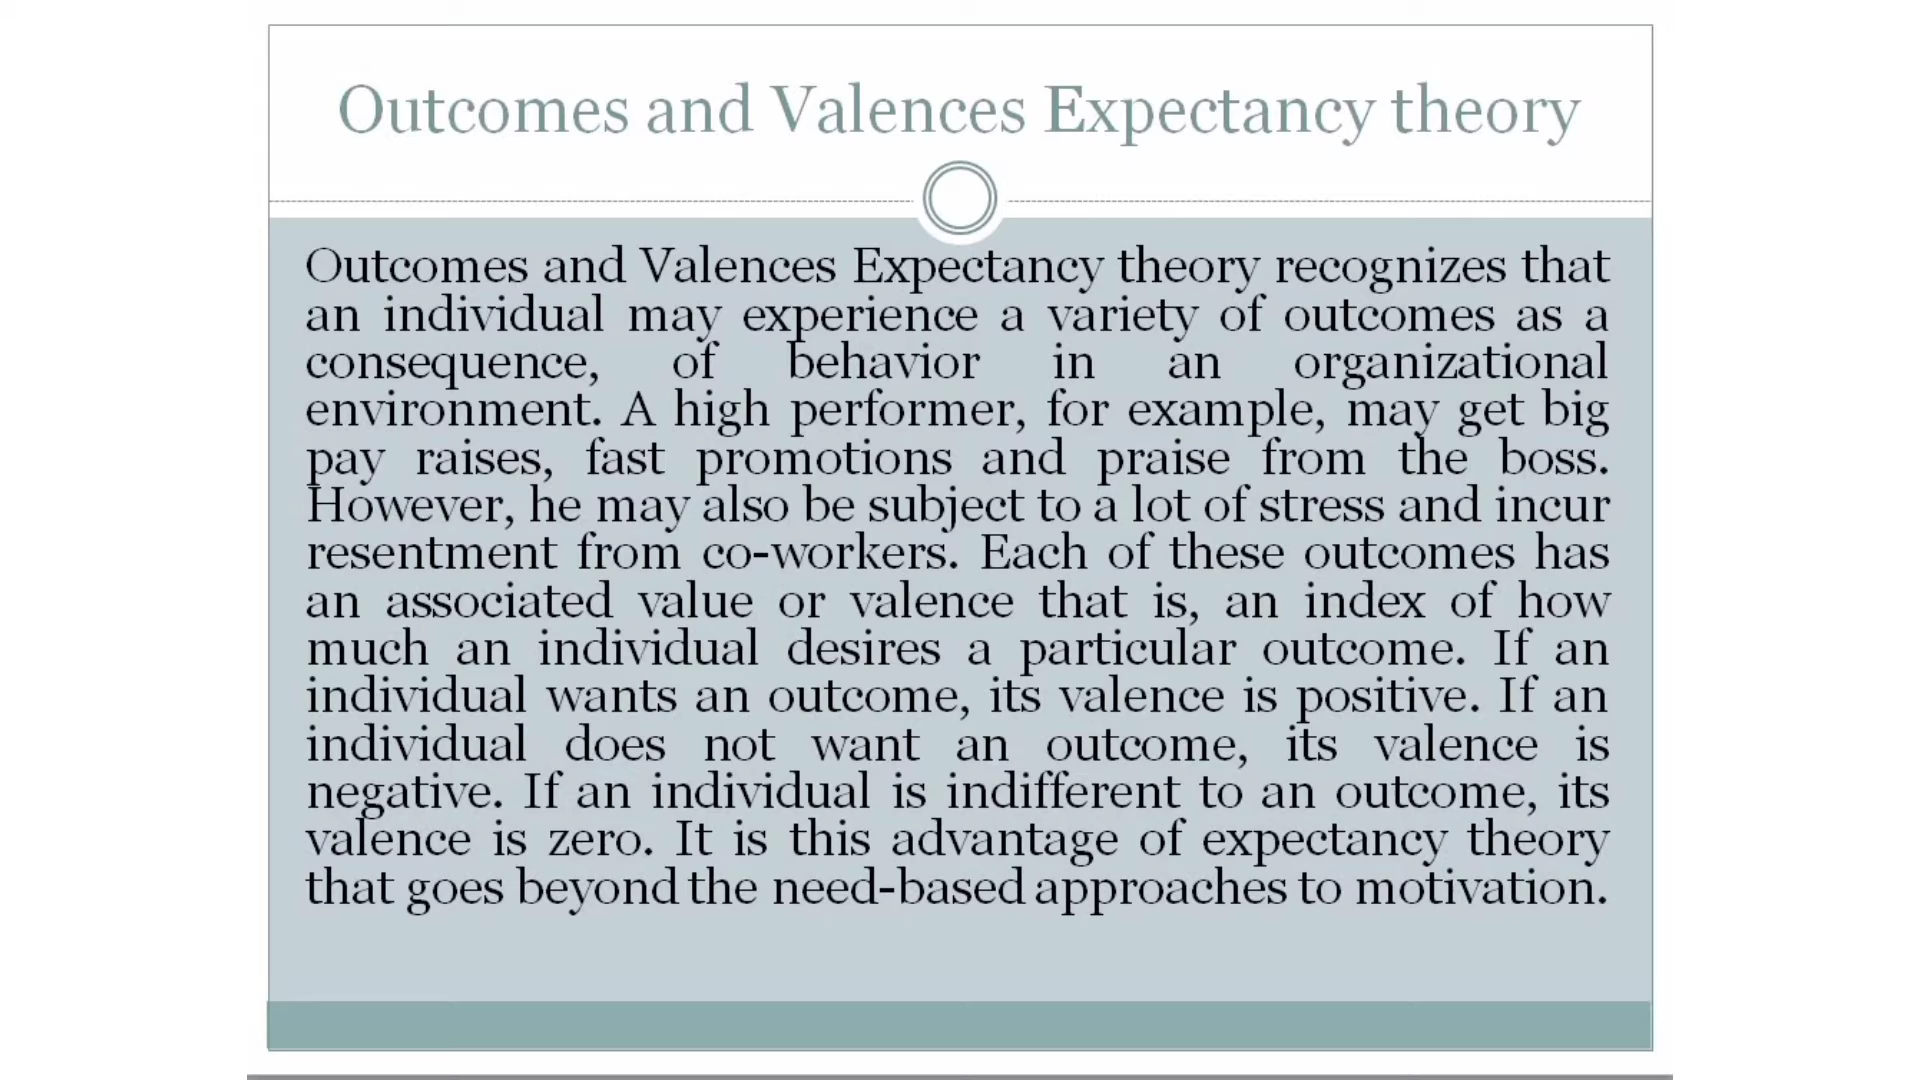 Outcomes and Valences Expectancy theory
Outcomes and Valences Expectancy theory recognizes that
an individual may experience a variety of outcomes as a
consequence, of behavior in an organizational
environment. A high performer, for example, may get big
pay raises, fast promotions and praise from the boss.
However, he may also be subject to a lot of stress and incur
resentment from co-workers. Each of these outcomes has
an associated value or valence that is, an index of how
much an individual desires a particular outcome. If an
individual wants an outcome, its valence is positive. If an
individual does not want an outcome, its valence is
negative. If an individual is indifferent to an outcome, its
valence is zero. It is this advantage of expectancy theory
that goes beyond the need-based approaches to motivation.